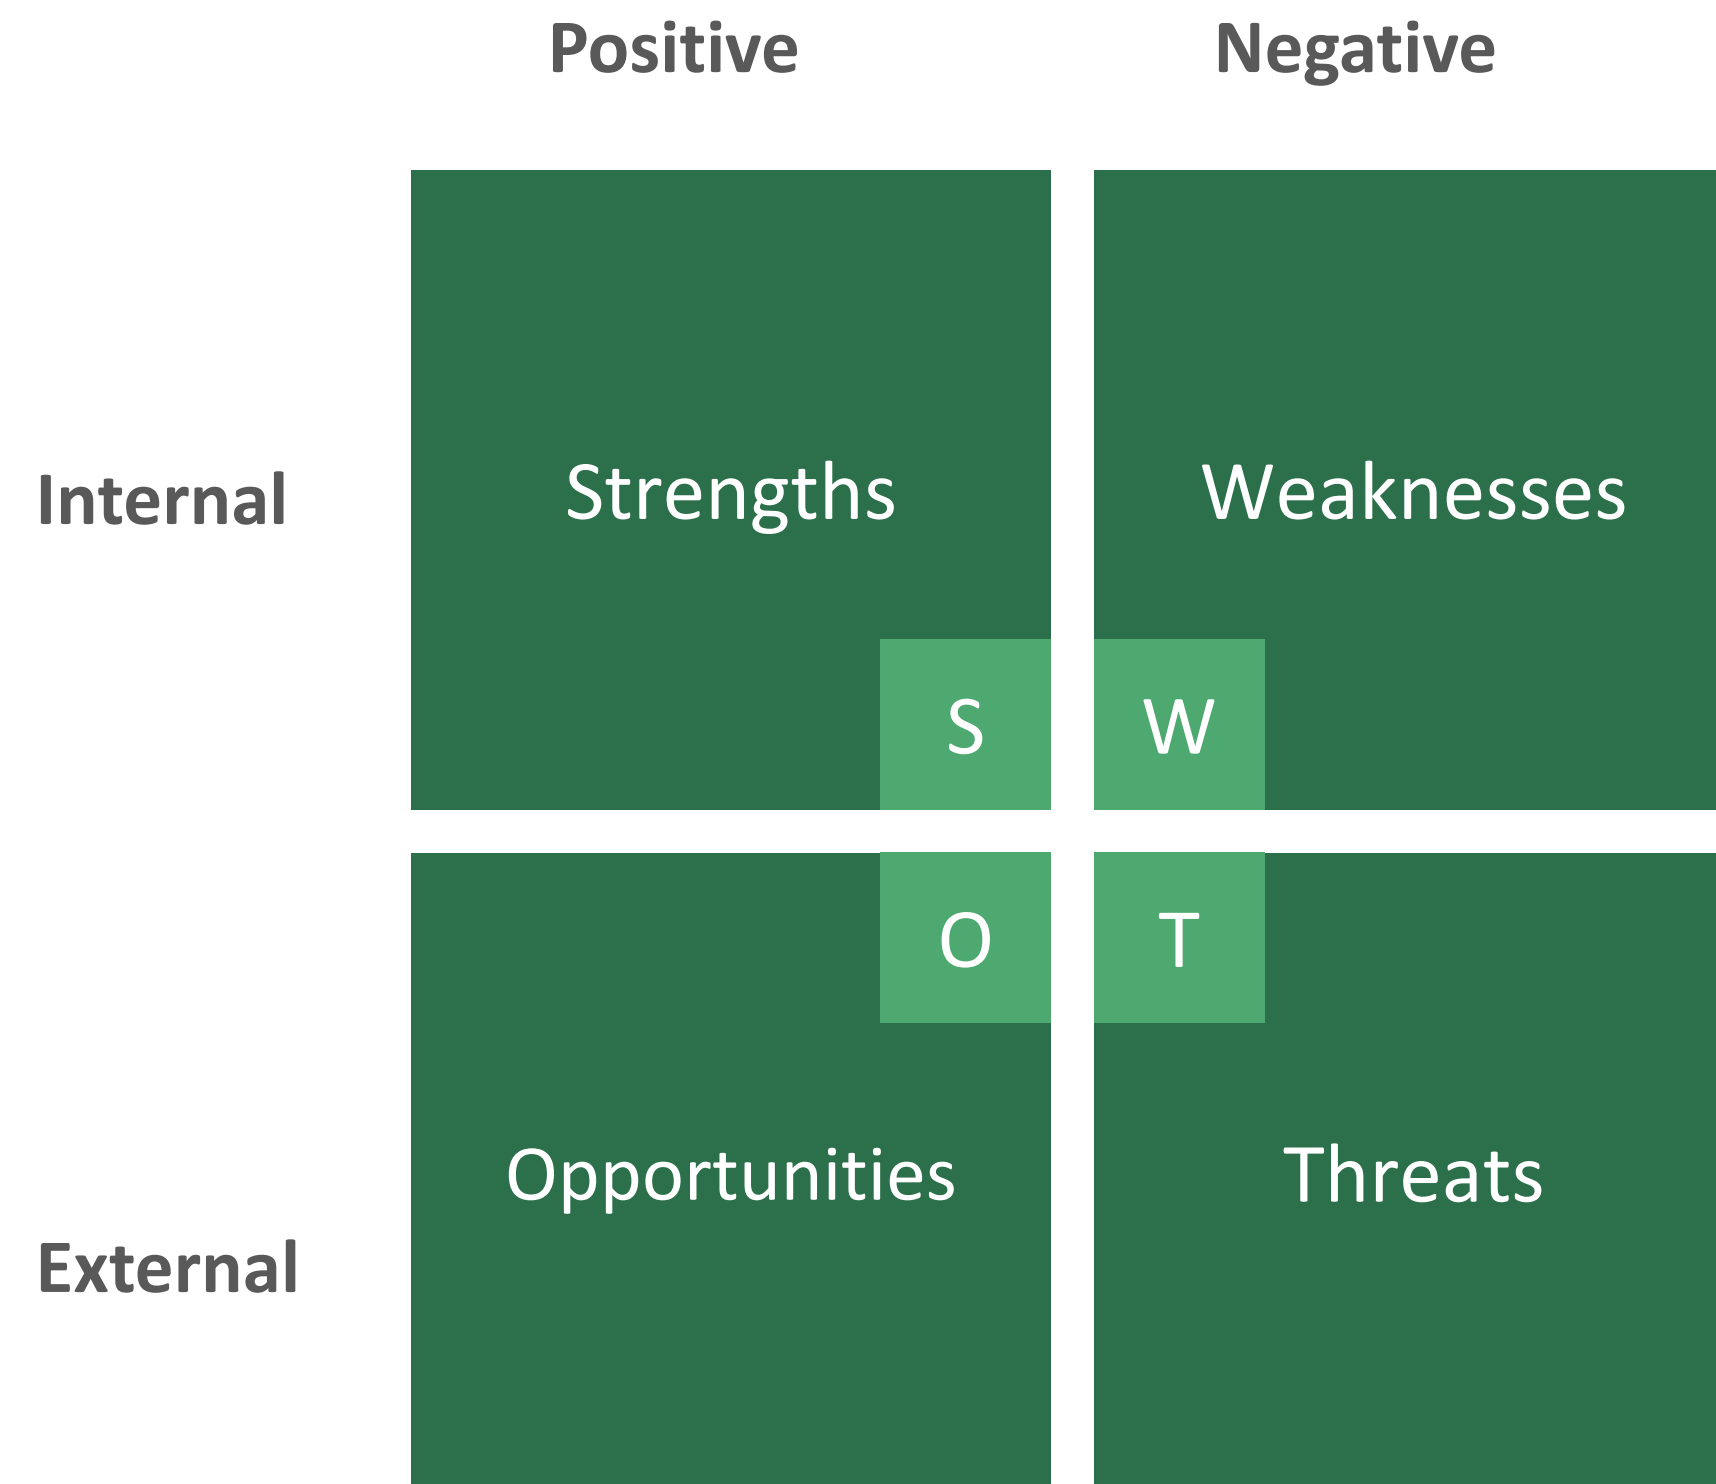 Positive Negative
Internal Strengths Weaknesses
S W
O T
Opportunities Threats
External